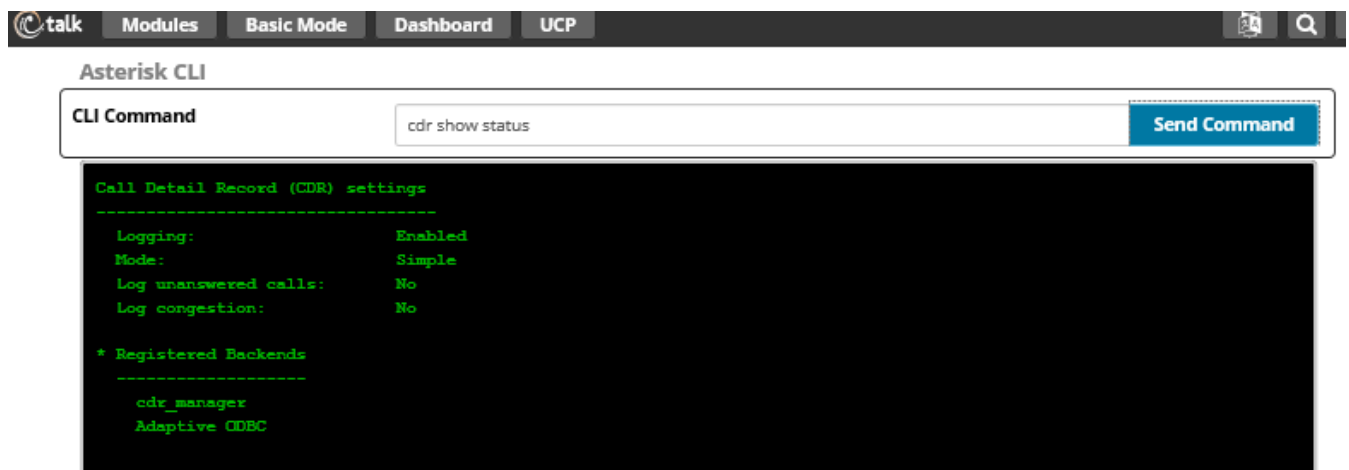 talk Modules Basic Mode Dashboard UCP
Asterisk CLI
CLI Command cdr show status Send Command
Call Detail Record (CDR) settings
----------------------------------
Logging: Enabled
Mode: Simple
Log unanswered calls: No
Log congestion: No
* Registered Backends
-------------------
cdr_manager
Adaptive ODBC